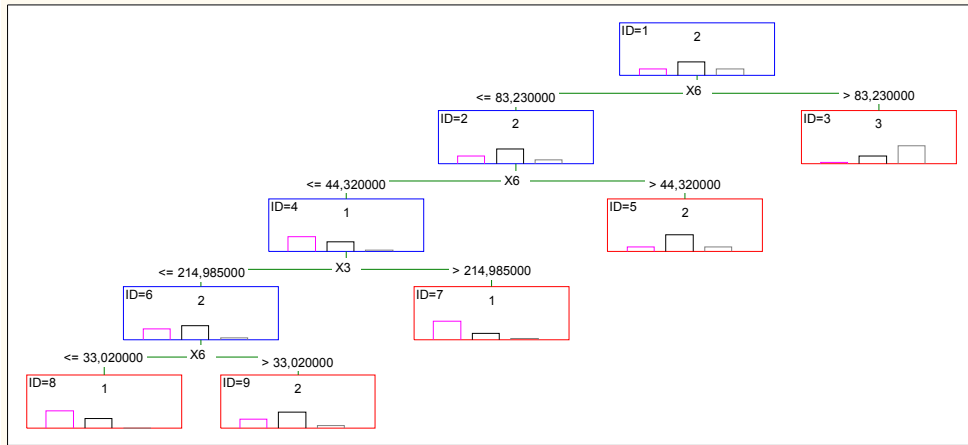 ID=1
2
X6
<= 83,230000
> 83,230000
ID=2
2
X6
ID=3
3
<= 44,320000
> 44,320000
ID=4
1
X3
ID=5
2
<= 214,985000
> 214,985000
ID=6
2
X6
ID=7
1
<= 33,020000
> 33,020000
ID=8
1
ID=9
2